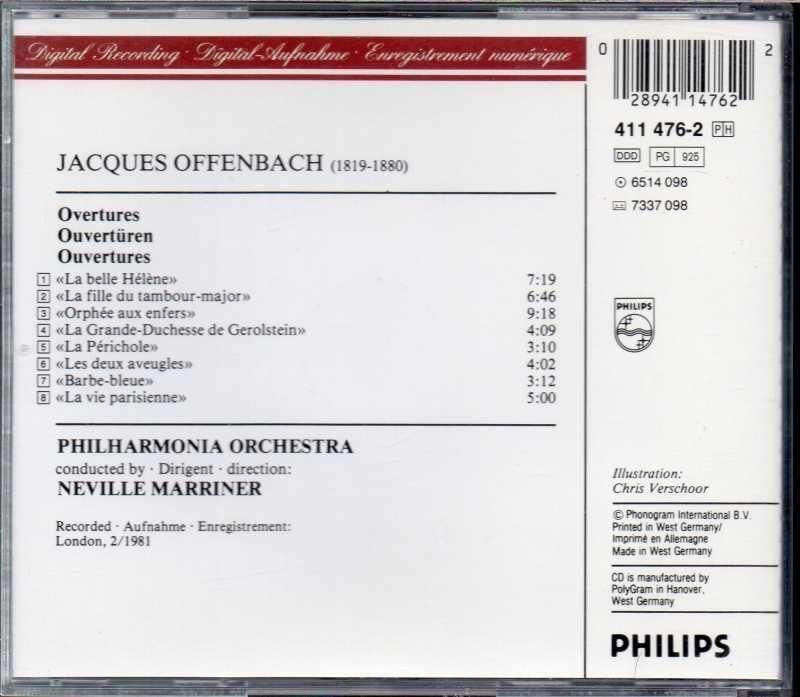 Digital Recording · Digital-Aufnahme · Enregistrement numérique
JACQUES OFFENBACH (1819-1880)
Overtures
Ouvertüren
Ouvertures
1 «La belle Hélène» 7:19
2 «La fille du tambour-major» 6:46
3 «Orphée aux enfers» 9:18
4 «La Grande-Duchesse de Gerolstein» 4:09
5 «La Périchole» 3:10
6 «Les deux aveugles» 4:02
7 «Barbe-bleue» 3:12
8 «La vie parisienne» 5:00
PHILHARMONIA ORCHESTRA
conducted by · Dirigent · direction:
NEVILLE MARRINER
Recorded · Aufnahme · Enregistrement:
London, 2/1981
0 28941 14762 2
411 476-2 PH
DDD PG 925
6514 098
7337 098
PHILIPS
Illustration:
Chris Verschoor
© Phonogram International B.V.
Printed in West Germany/
Imprimé en Allemagne
Made in West Germany
CD is manufactured by
PolyGram in Hanover,
West Germany
PHILIPS